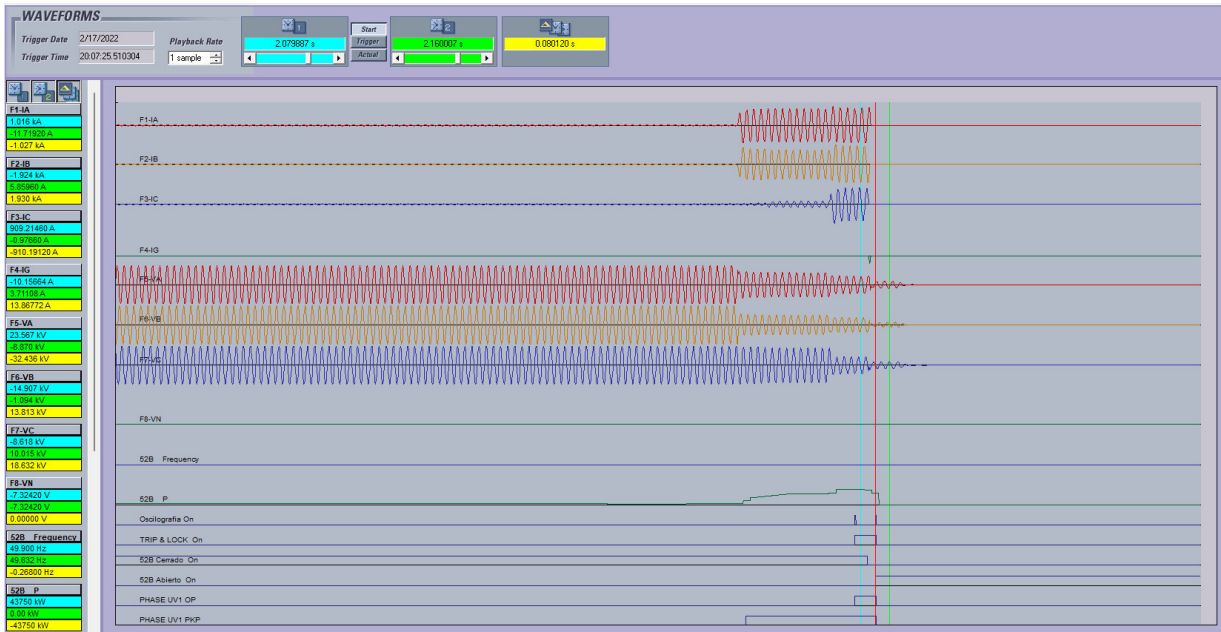 WAVEFORMS
Trigger Date 2/17/2022
Trigger Time 20:07:25.510304
Playback Rate
1 sample
1
2.079887 s
Start
Trigger
Actual
2
2.160007 s
0.080120 s
F1-IA
1.016 kA
-11.71920 A
-1.027 kA
F2-IB
-1.924 kA
5.85960 A
1.930 kA
F3-IC
909.21460 A
-0.97660 A
-910.19120 A
F4-IG
-10.15664 A
3.71108 A
13.86772 A
F5-VA
23.567 kV
-8.870 kV
-32.436 kV
F6-VB
-14.907 kV
-1.094 kV
13.813 kV
F7-VC
-8.618 kV
10.015 kV
18.632 kV
F8-VN
-7.32420 V
-7.32420 V
0.00000 V
52B Frequency
49.900 Hz
49.632 Hz
-0.26800 Hz
52B P
43750 kW
0.00 kW
-43750 kW
F1-IA
F2-IB
F3-IC
F4-IG
F5-VA
F6-VB
F7-VC
F8-VN
52B Frequency
52B P
Oscilografia On
TRIP & LOCK On
52B Cerrado On
52B Abierto On
PHASE UV1 OP
PHASE UV1 PKP